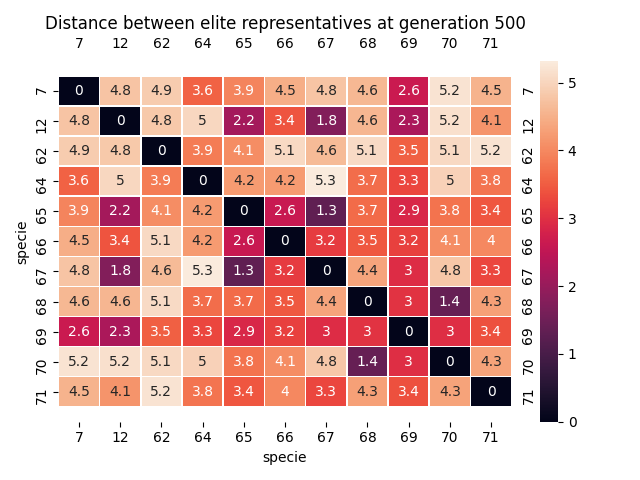 Distance between elite representatives at generation 500
7 12 62 64 65 66 67 68 69 70 71
7 0 4.8 4.9 3.6 3.9 4.5 4.8 4.6 2.6 5.2 4.5 7
12 4.8 0 4.8 5 2.2 3.4 1.8 4.6 2.3 5.2 4.1 12
62 4.9 4.8 0 3.9 4.1 5.1 4.6 5.1 3.5 5.1 5.2 62
64 3.6 5 3.9 0 4.2 4.2 5.3 3.7 3.3 5 3.8 64
65 3.9 2.2 4.1 4.2 0 2.6 1.3 3.7 2.9 3.8 3.4 65
66 4.5 3.4 5.1 4.2 2.6 0 3.2 3.5 3.2 4.1 4 66
67 4.8 1.8 4.6 5.3 1.3 3.2 0 4.4 3 4.8 3.3 67
68 4.6 4.6 5.1 3.7 3.7 3.5 4.4 0 3 1.4 4.3 68
69 2.6 2.3 3.5 3.3 2.9 3.2 3 3 0 3 3.4 69
70 5.2 5.2 5.1 5 3.8 4.1 4.8 1.4 3 0 4.3 70
71 4.5 4.1 5.2 3.8 3.4 4 3.3 4.3 3.4 4.3 0 71
7 12 62 64 65 66 67 68 69 70 71
specie
specie
5
4
3
2
1
0